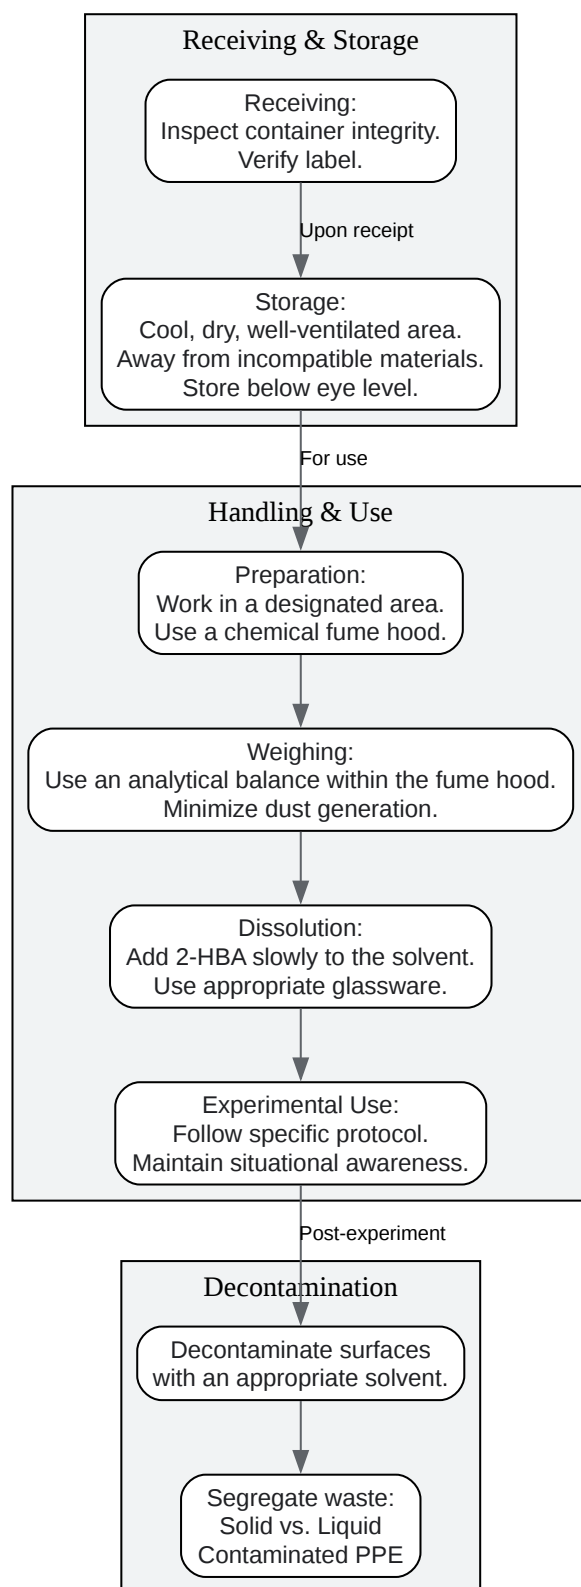 Receiving & Storage
Receiving:
Inspect container integrity.
Verify label.
Upon receipt
Storage:
Cool, dry, well-ventilated area.
Away from incompatible materials.
Store below eye level.
For use
Handling & Use
Preparation:
Work in a designated area.
Use a chemical fume hood.
Weighing:
Use an analytical balance within the fume hood.
Minimize dust generation.
Dissolution:
Add 2-HBA slowly to the solvent.
Use appropriate glassware.
Experimental Use:
Follow specific protocol.
Maintain situational awareness.
Post-experiment
Decontamination
Decontaminate surfaces
with an appropriate solvent.
Segregate waste:
Solid vs. Liquid
Contaminated PPE